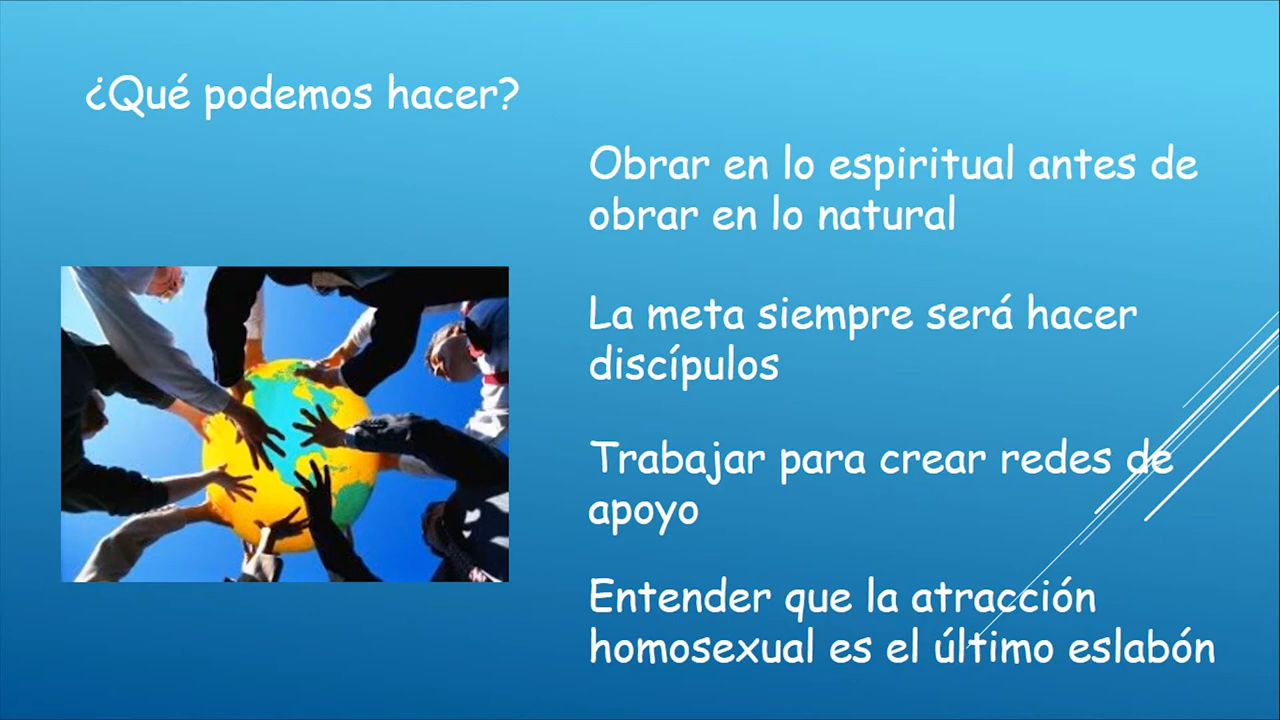 ¿Qué podemos hacer?
Obrar en lo espiritual antes de
obrar en lo natural
La meta siempre será hacer
discípulos
Trabajar para crear redes de
apoyo
Entender que la atracción
homosexual es el último eslabón